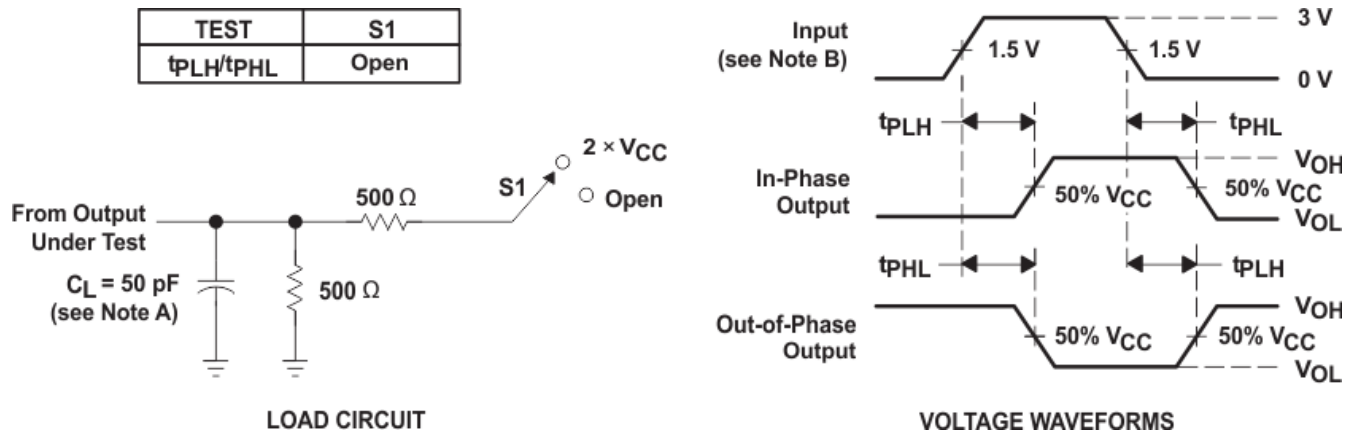 TEST S1
tPLH/tPHL Open
2 × VCC
S1
Open
500 Ω
From Output
Under Test
CL = 50 pF
(see Note A)
500 Ω
LOAD CIRCUIT
Input
(see Note B)
3 V
1.5 V 1.5 V
0 V
tPLH tPHL
In-Phase
Output
VOH
50% VCC 50% VCC
VOL
tPHL tPLH
Out-of-Phase
Output
VOH
50% VCC 50% VCC
VOL
VOLTAGE WAVEFORMS